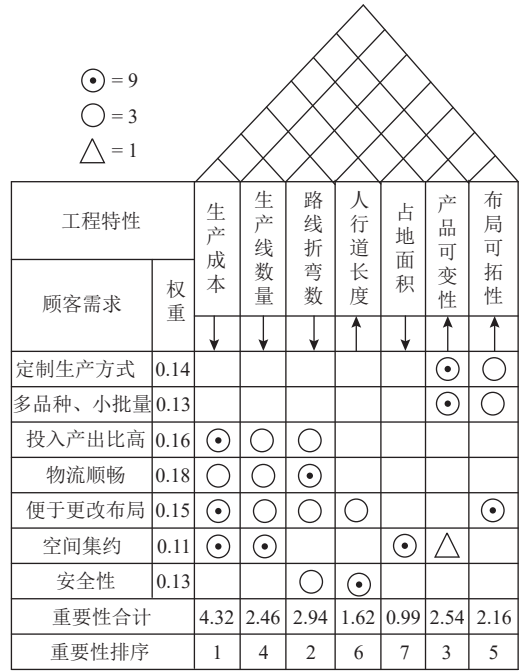 = 9
= 3
= 1
工程特性
生产成本
生产线数量
路线折弯数
人行道长度
占地面积
产品可变性
布局可拓性
顾客需求
权重
定制生产方式 0.14
多品种、小批量 0.13
投入产出比高 0.16
物流顺畅 0.18
便于更改布局 0.15
空间集约 0.11
安全性 0.13
重要性合计 4.32 2.46 2.94 1.62 0.99 2.54 2.16
重要性排序 1 4 2 6 7 3 5